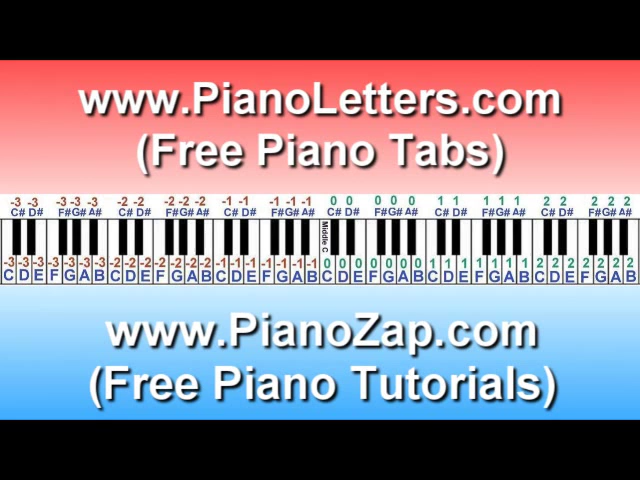 www.PianoLetters.com
(Free Piano Tabs)
-3 -3 -3 -3 -3 -2 -2 -2 -2 -2 -1 -1 -1 -1 -1 0 0 0 0 0 1 1 1 1 1 2 2 2 2 2
C# D# F# G# A# C# D# F# G# A# C# D# F# G# A# C# D# F# G# A# C# D# F# G# A# C# D# F# G# A#
Middle C
-3 -3 -3 -3 -3 -3 -3 -2 -2 -2 -2 -2 -2 -2 -1 -1 -1 -1 -1 -1 -1 0 0 0 0 0 0 0 1 1 1 1 1 1 1 2 2 2 2 2 2 2
C D E F G A B C D E F G A B C D E F G A B C D E F G A B C D E F G A B C D E F G A B
www.PianoZap.com
(Free Piano Tutorials)